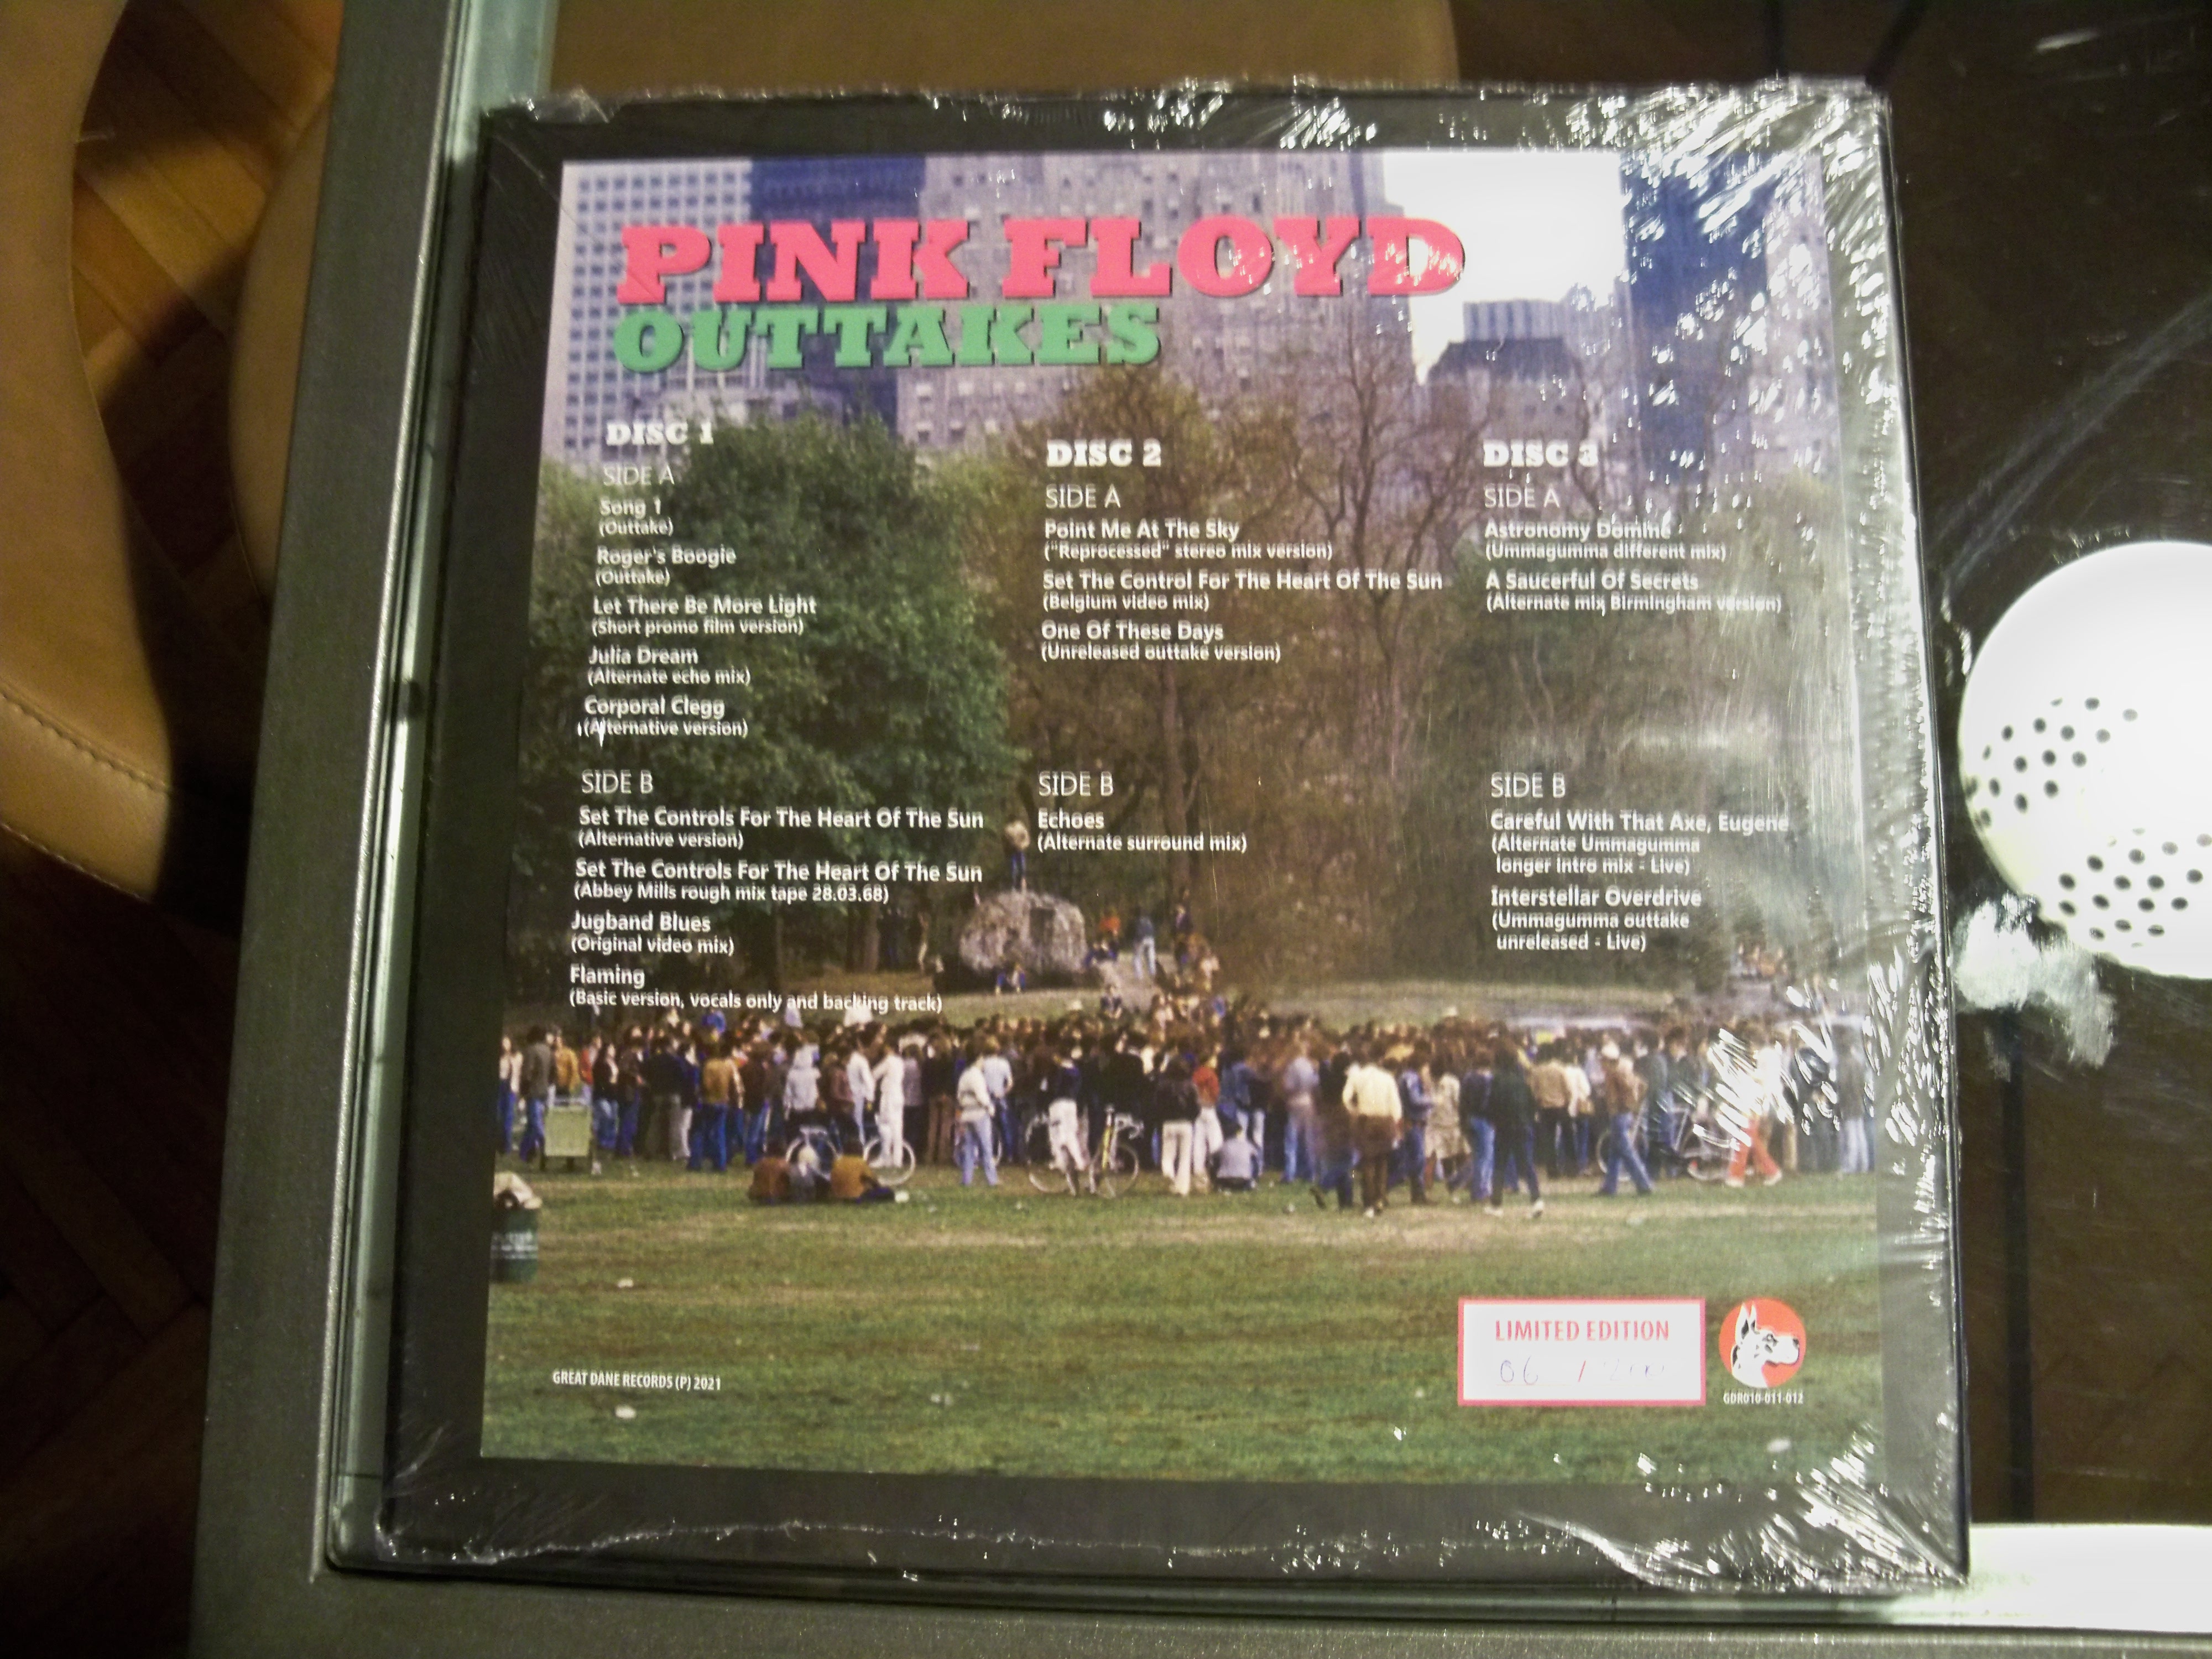 PINK FLOYD
OUTTAKES
DISC 1
SIDE A
Song 1
(Outtake)
Roger's Boogie
(Outtake)
Let There Be More Light
(Short promo film version)
Julia Dream
(Alternate echo mix)
Corporal Clegg
(Alternative version)
SIDE B
Set The Controls For The Heart Of The Sun
(Alternative version)
Set The Controls For The Heart Of The Sun
(Abbey Mills rough mix tape 28.03.68)
Jugband Blues
(Original video mix)
Flaming
(Basic version, vocals only and backing track)
DISC 2
SIDE A
Point Me At The Sky
("Reprocessed" stereo mix version)
Set The Control For The Heart Of The Sun
(Belgium video mix)
One Of These Days
(Unreleased outtake version)
SIDE B
Echoes
(Alternate surround mix)
DISC 3
SIDE A
Astronomy Domine
(Ummagumma different mix)
A Saucerful Of Secrets
(Alternate mix Birmingham version)
SIDE B
Careful With That Axe, Eugene
(Alternate Ummagumma
longer intro mix - Live)
Interstellar Overdrive
(Ummagumma outtake
unreleased - Live)
GREAT DANE RECORDS (P) 2021
LIMITED EDITION
06 / 200
GDR010-011-012